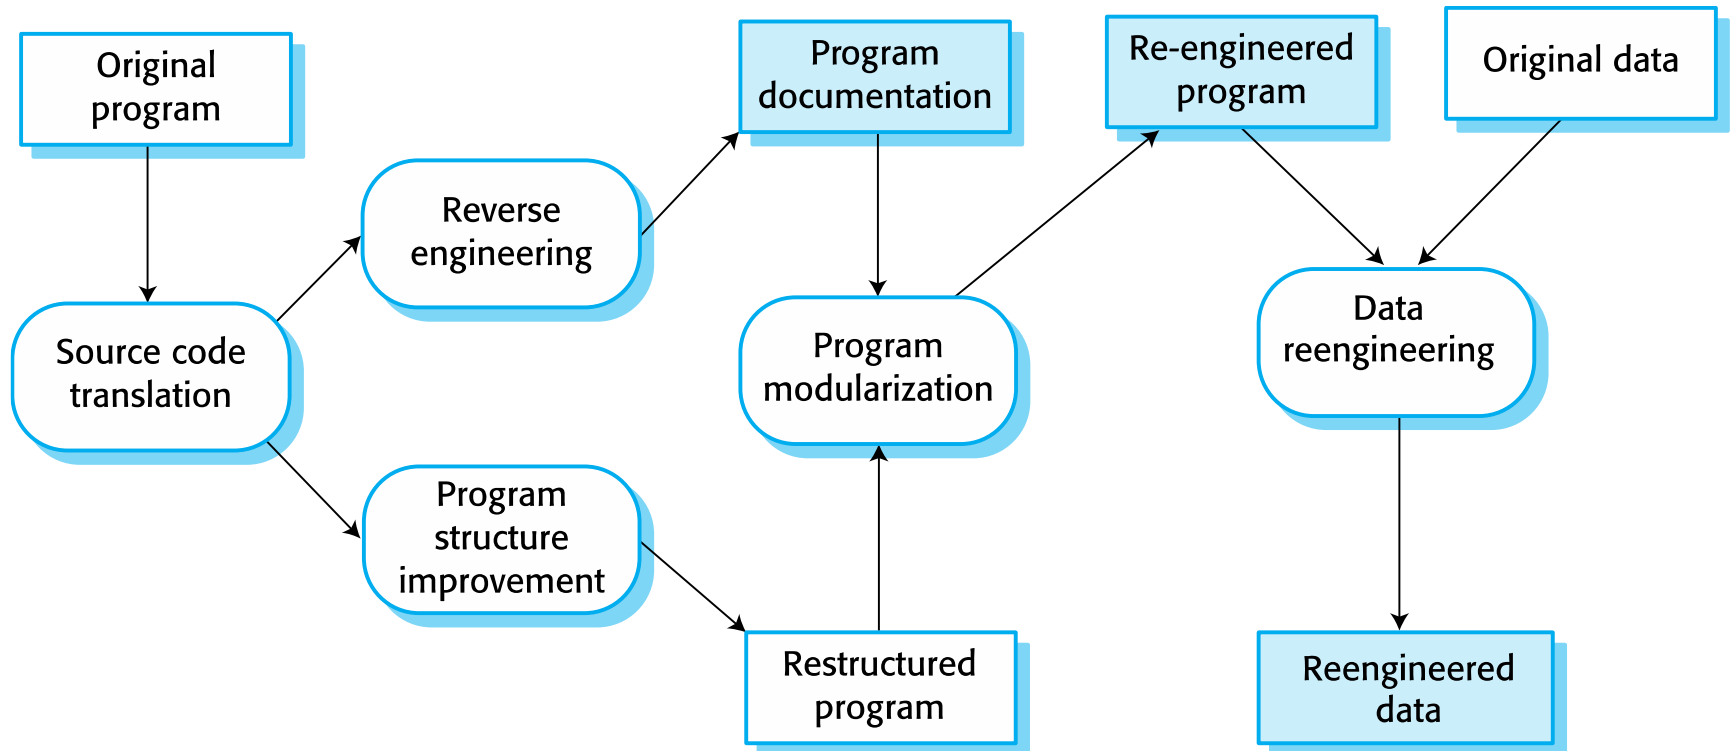 Original
program
Program
documentation
Re-engineered
program
Original data
Reverse
engineering
Source code
translation
Program
modularization
Data
reengineering
Program
structure
improvement
Restructured
program
Reengineered
data